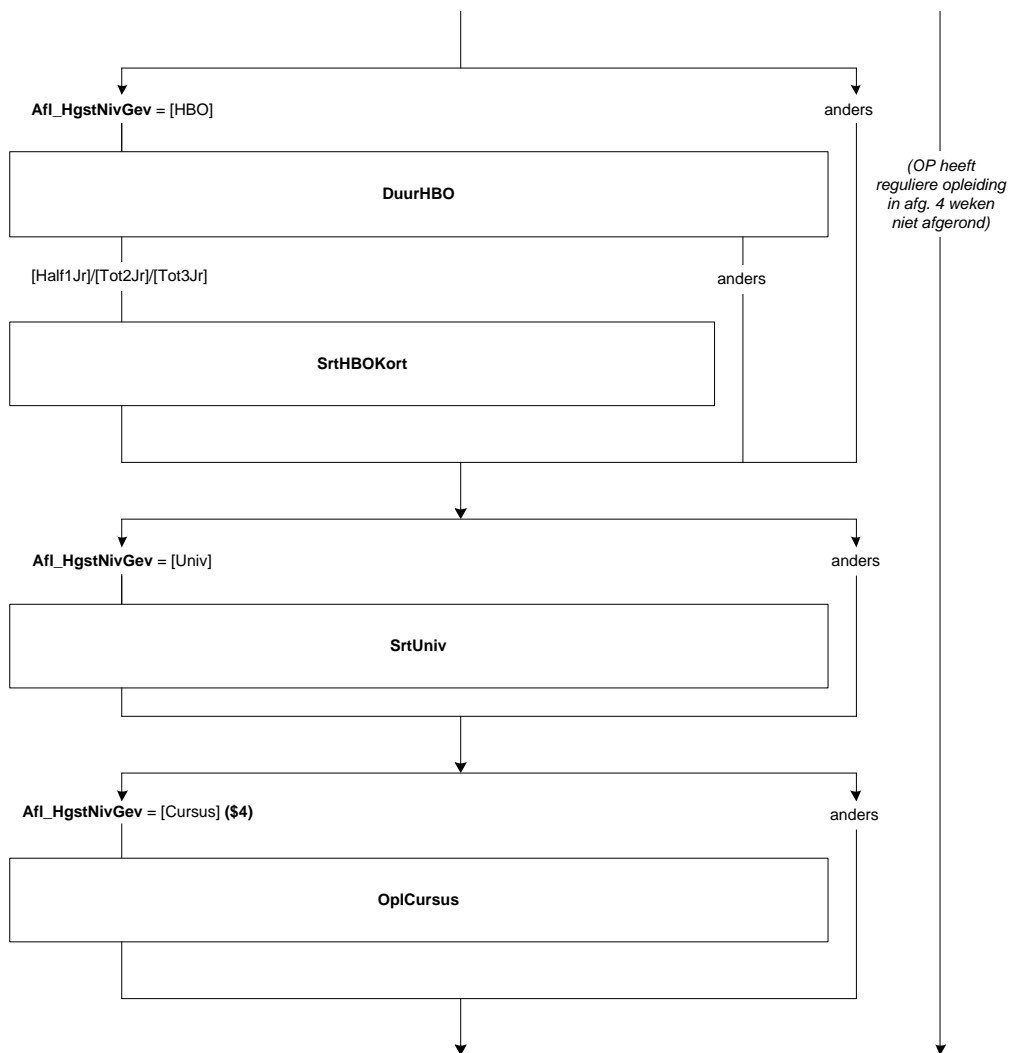 Afl_HgstNivGev = [HBO]
anders
(OP heeft
reguliere opleiding
in afg. 4 weken
niet afgerond)
DuurHBO
[Half1Jr]/[Tot2Jr]/[Tot3Jr]
anders
SrtHBOKort
Afl_HgstNivGev = [Univ]
anders
SrtUniv
Afl_HgstNivGev = [Cursus] ($4)
anders
OplCursus